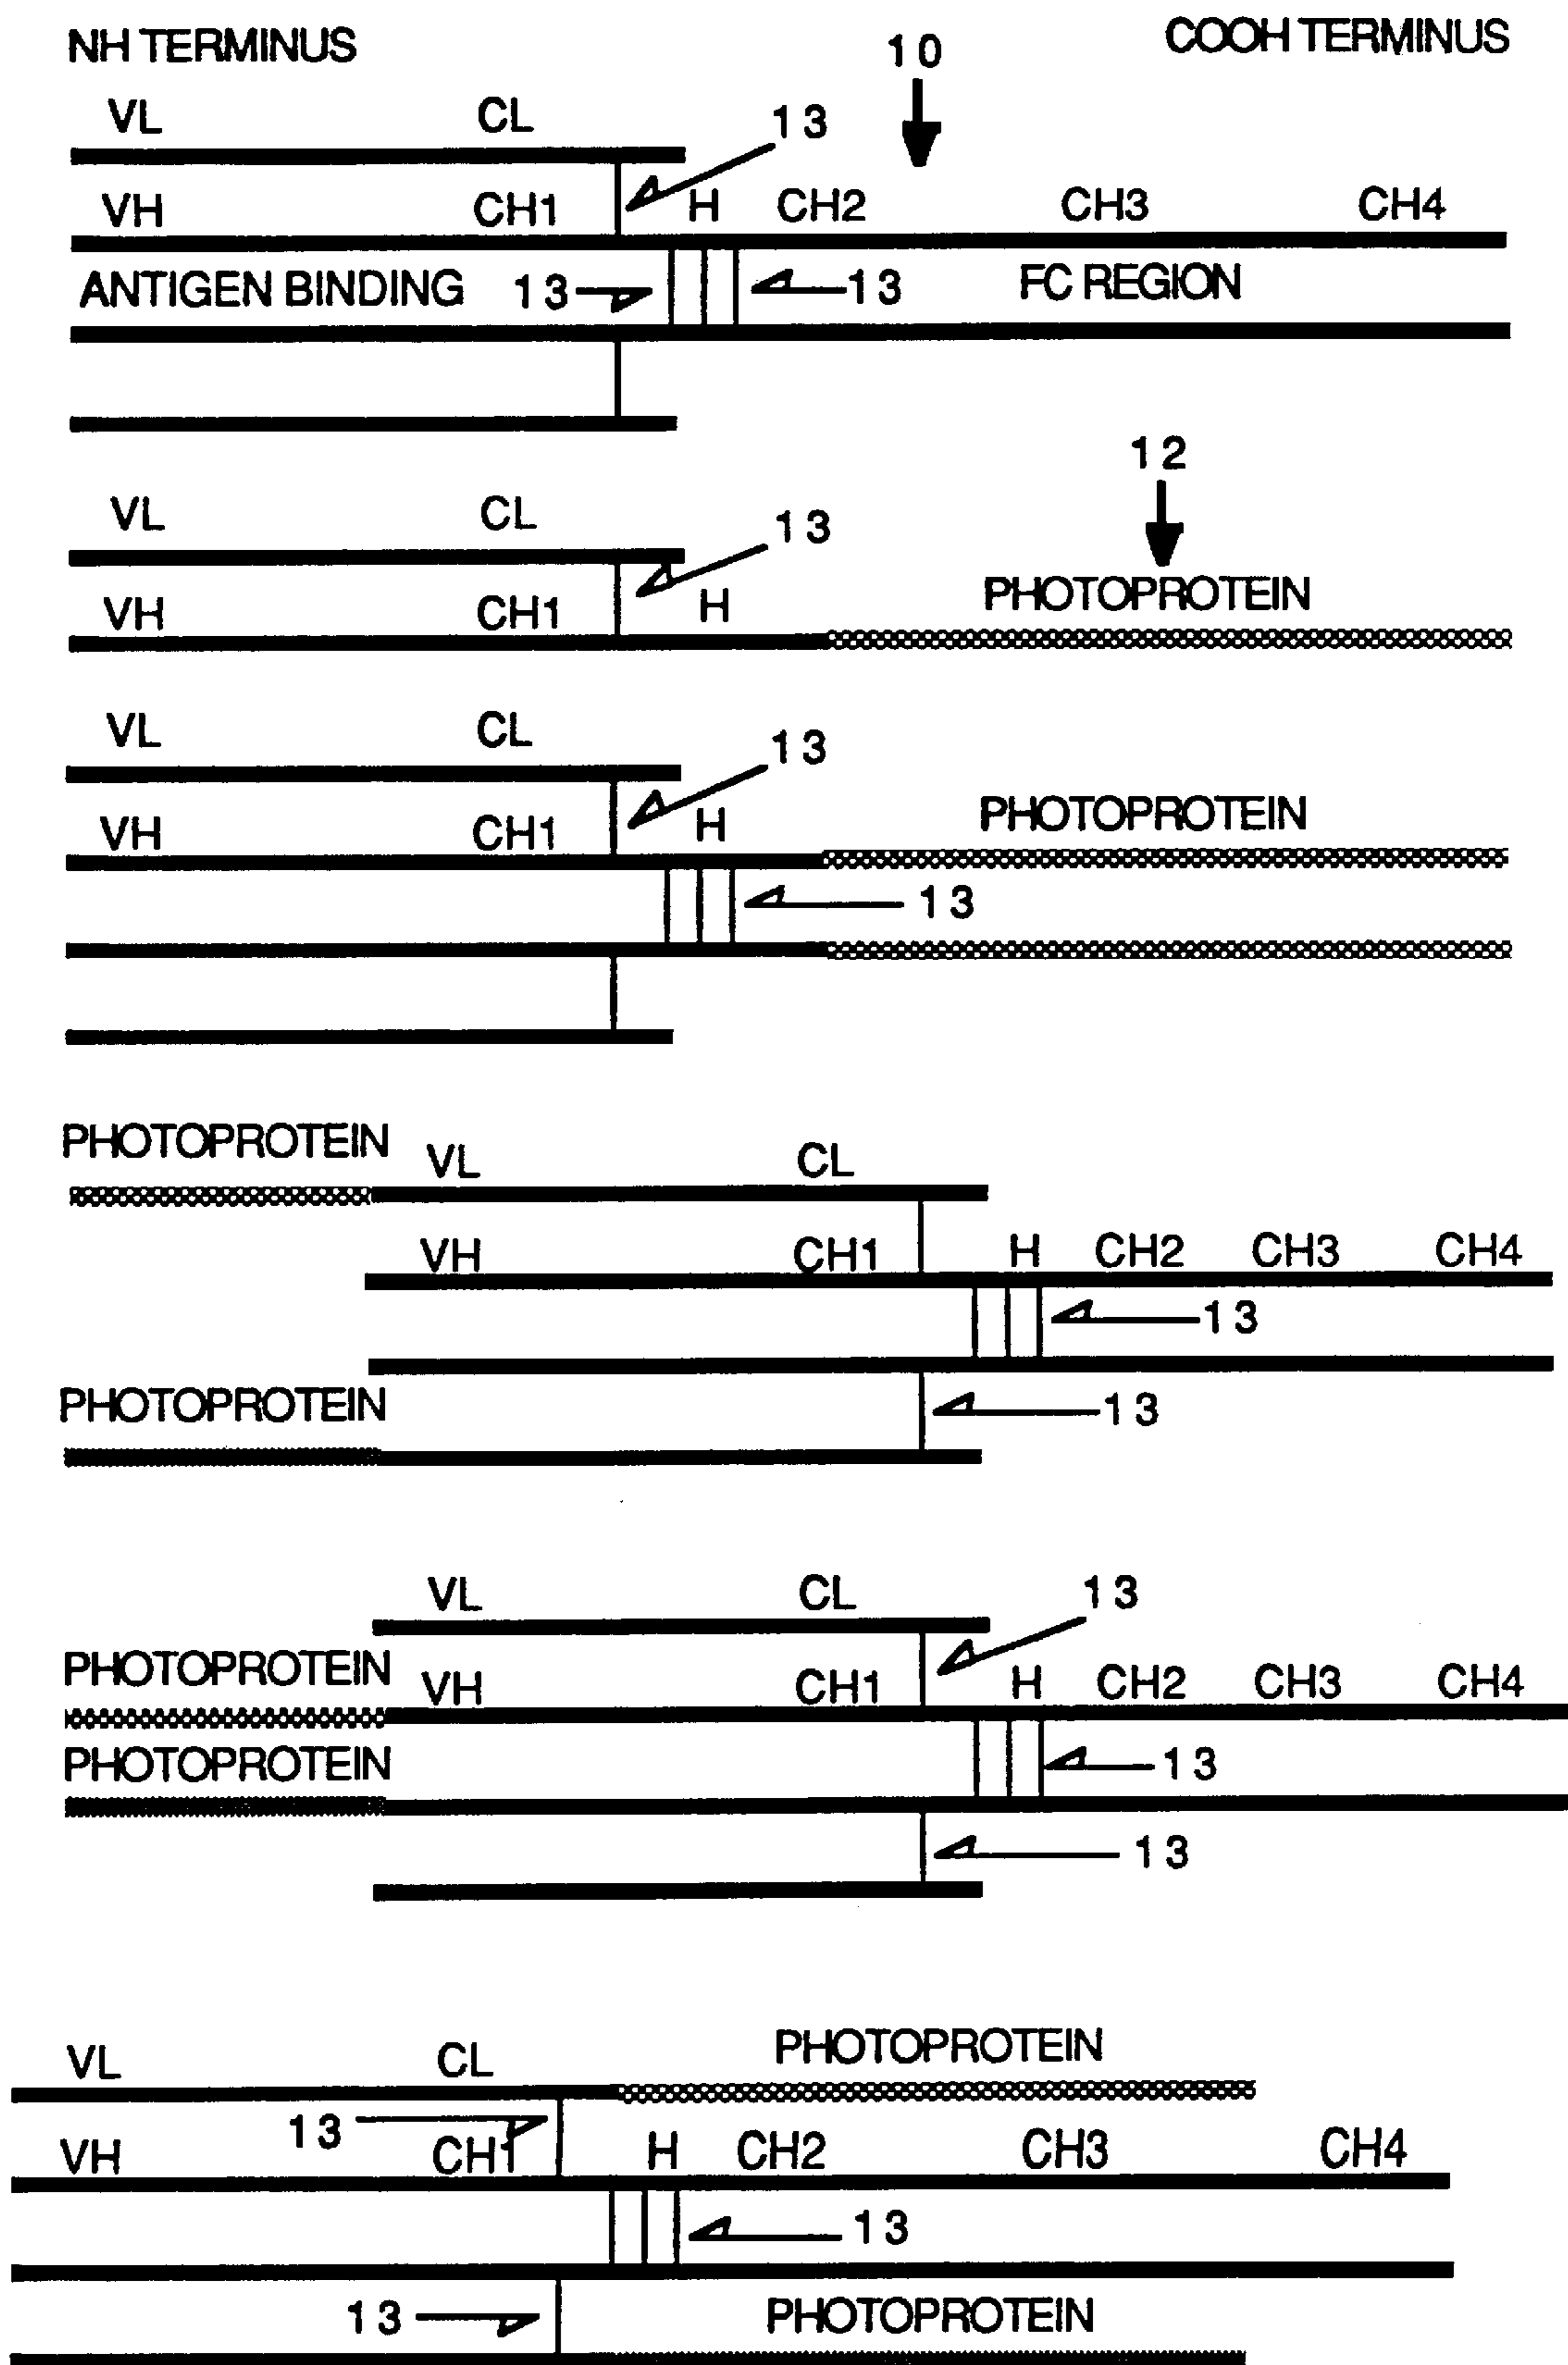 NH TERMINUS 10 COOH TERMINUS
VL CL 13
VH CH1 H CH2 CH3 CH4
ANTIGEN BINDING 13 13 FC REGION
12
VL CL 13
PHOTOPROTEIN
VH CH1 H
VL CL 13
VH CH1 H PHOTOPROTEIN
13
PHOTOPROTEIN VL CL
VH CH1 H CH2 CH3 CH4
13
PHOTOPROTEIN 13
VL CL 13
PHOTOPROTEIN VH CH1 H CH2 CH3 CH4
PHOTOPROTEIN 13
13
VL CL PHOTOPROTEIN
13
VH CH1 H CH2 CH3 CH4
13
13 PHOTOPROTEIN